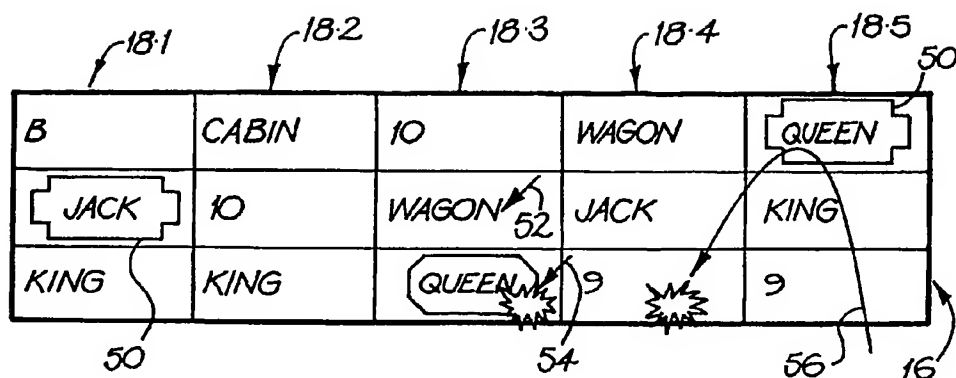 18·1 18·2 18·3 18·4 18·5 50
B CABIN 10 WAGON QUEEN
JACK 10 WAGON 52 JACK KING
KING KING QUEEN 9 9
50 54 56 16